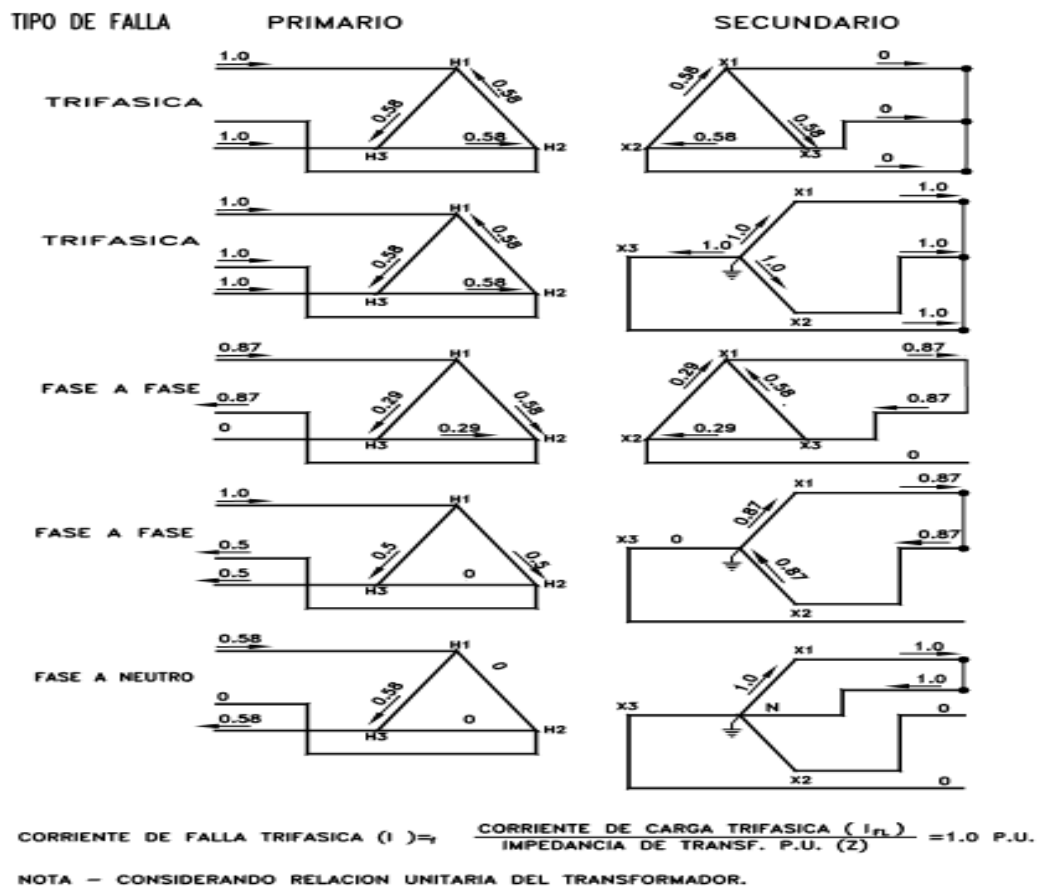 TIPO DE FALLA PRIMARIO SECUNDARIO
TRIFASICA
1.0 H1 0.58 0.58 1.0 0.58 H3 H2
X1 0 0.58 0 X2 0.58 0.58 X3 0
TRIFASICA
1.0 H1 0.58 1.0 0.58 1.0 0.58 H3 H2
X1 1.0 X3 1.0 1.0 1.0 1.0 X2 1.0
FASE A FASE
0.87 H1 0.87 0.29 0.58 0 0.29 H3 H2
X1 0.87 0.29 0.58 0.87 X2 0.29 X3 0
FASE A FASE
1.0 H1 0.5 0.5 0.5 0.5 0 H3 H2
X1 0.87 0.87 X3 0 0.87 0.87 X2
FASE A NEUTRO
0.58 H1 0 0 0.58 0.58 0 H3 H2
X1 1.0 1.0 1.0 X3 N 0 X2 0
CORRIENTE DE FALLA TRIFASICA (I )=f CORRIENTE DE CARGA TRIFASICA ( IFL )
IMPEDANCIA DE TRANSF. P.U. (Z) =1.0 P.U.
NOTA – CONSIDERANDO RELACION UNITARIA DEL TRANSFORMADOR.